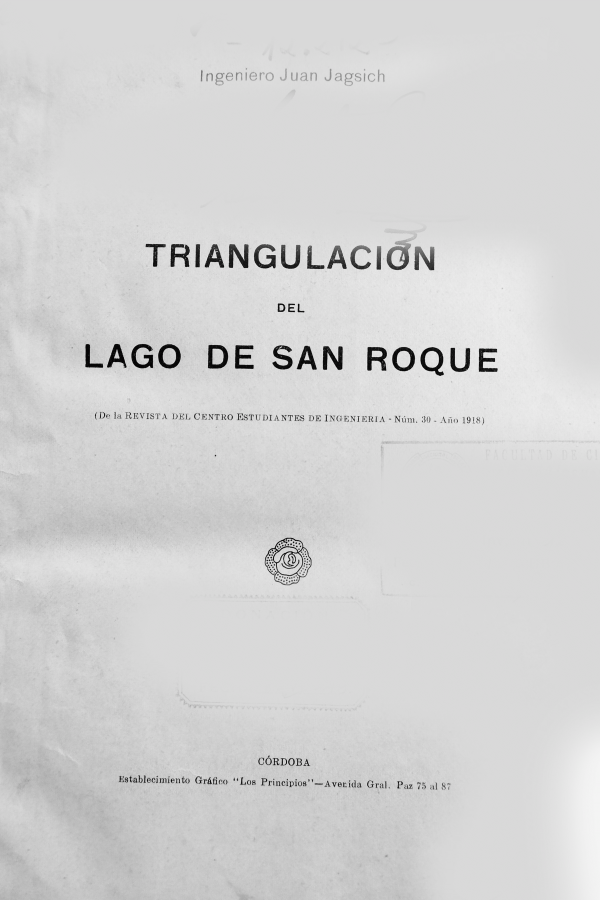 Ingeniero Juan Jagsich
TRIANGULACION
DEL
LAGO DE SAN ROQUE
(De la REVISTA DEL CENTRO ESTUDIANTES DE INGENIERIA - Núm. 30 - Año 1918)
CÓRDOBA
Establecimiento Gráfico "Los Principios"—Avenida Gral. Paz 75 al 87